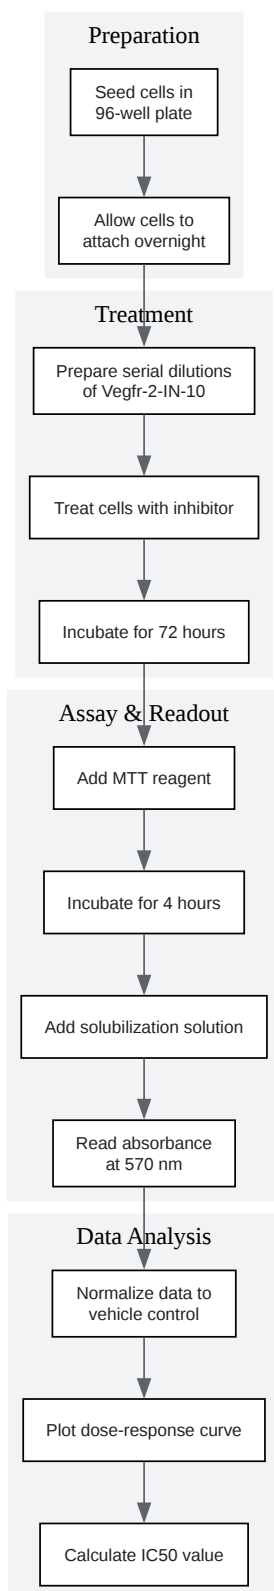 Preparation
Seed cells in
96-well plate
Allow cells to
attach overnight
Treatment
Prepare serial dilutions
of Vegfr-2-IN-10
Treat cells with inhibitor
Incubate for 72 hours
Assay & Readout
Add MTT reagent
Incubate for 4 hours
Add solubilization solution
Read absorbance
at 570 nm
Data Analysis
Normalize data to
vehicle control
Plot dose-response curve
Calculate IC50 value